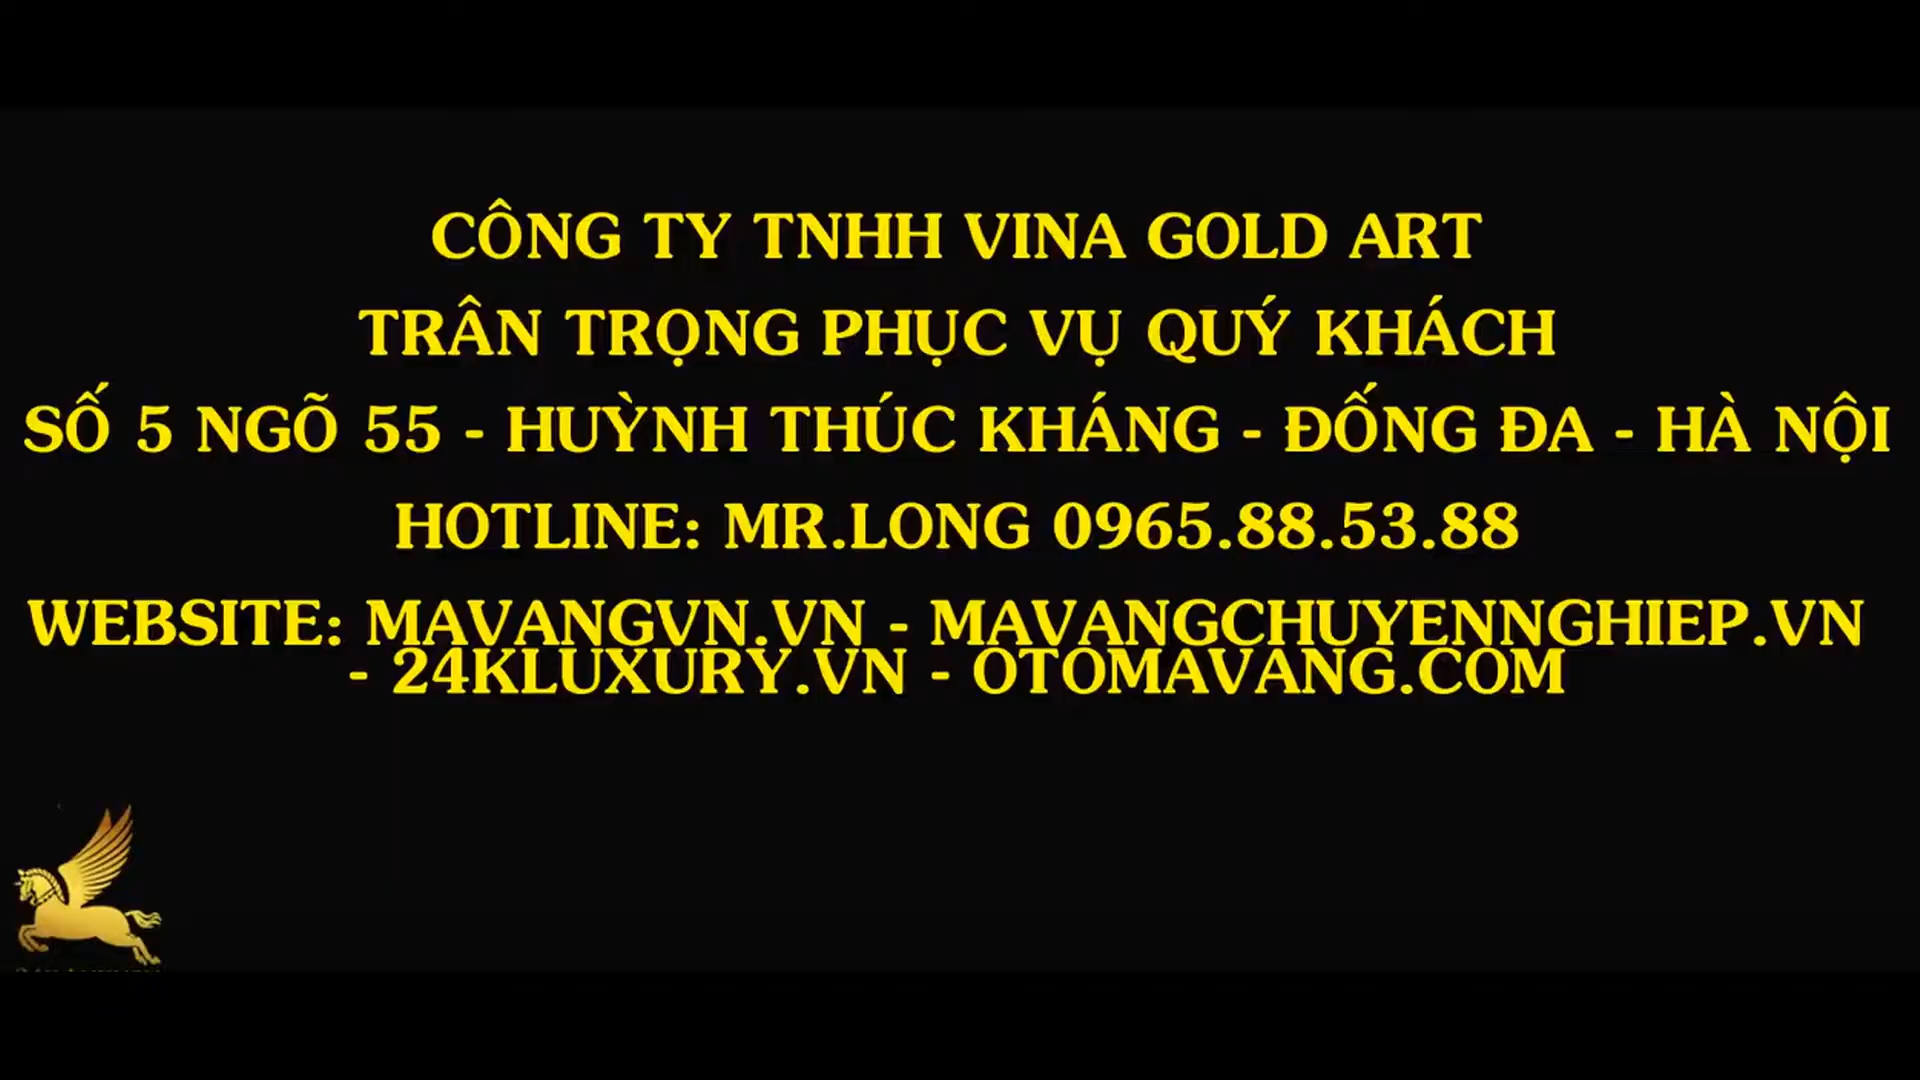 CÔNG TY TNHH VINA GOLD ART
TRÂN TRỌNG PHỤC VỤ QUÝ KHÁCH
SỐ 5 NGÕ 55 - HUỲNH THÚC KHÁNG - ĐỐNG ĐA - HÀ NỘI
HOTLINE: MR.LONG 0965.88.53.88
WEBSITE: MAVANGVN.VN - MAVANGCHUYENNGHIEP.VN
- 24KLUXURY.VN - OTOMAVANG.COM